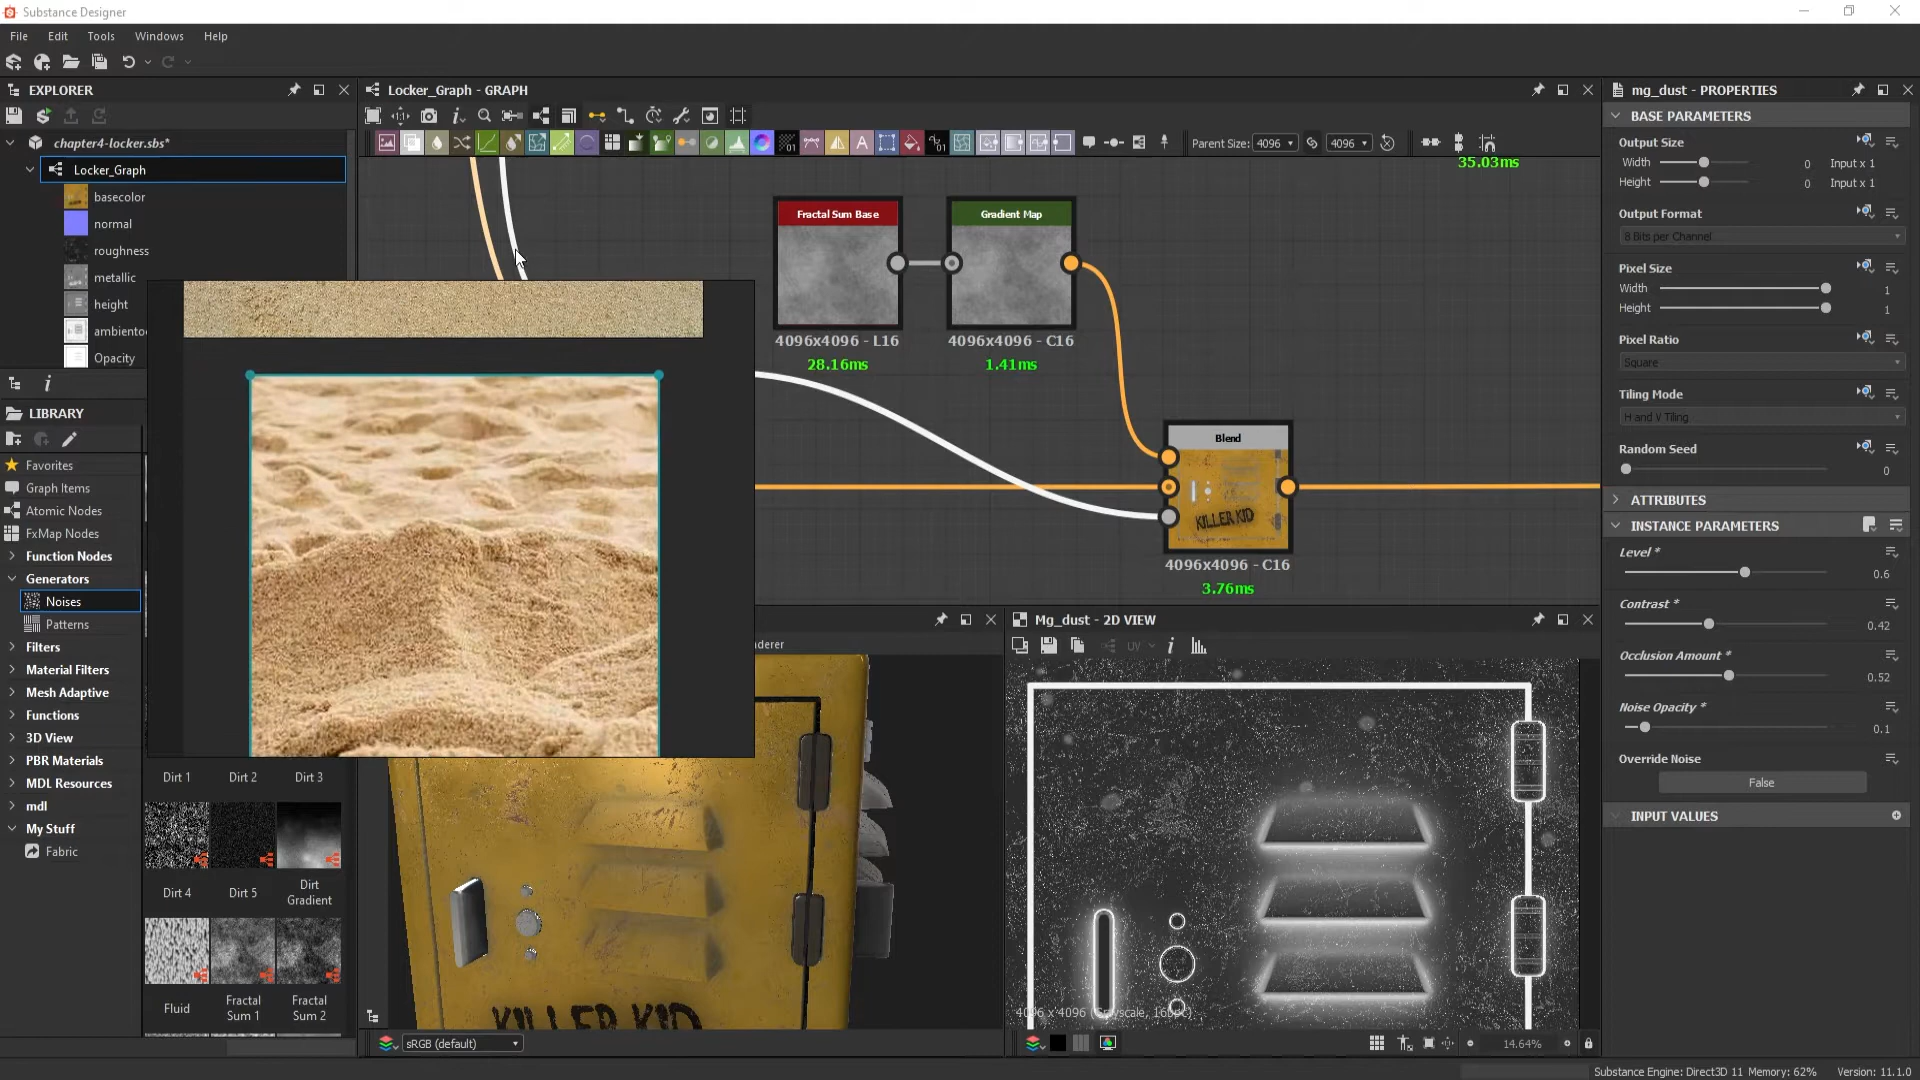 Substance Designer
File Edit Tools Windows Help
EXPLORER
Locker_Graph - GRAPH
mg_dust - PROPERTIES
Parent Size: 4096 4096
35.03ms
chapter4-locker.sbs*
Locker_Graph
basecolor
normal
roughness
metallic
height
Opacity
LIBRARY
Favorites
Graph Items
Atomic Nodes
FxMap Nodes
Function Nodes
Generators
Noises
Patterns
Filters
Material Filters
Mesh Adaptive
Functions
3D View
PBR Materials
MDL Resources
mdl
My Stuff
Fabric
Dirt 1
Dirt 2
Dirt 3
Dirt 4
Dirt 5
Dirt
Gradient
Fluid
Fractal
Sum 1
Fractal
Sum 2
Fractal Sum Base
4096x4096 - L16
28.16ms
Gradient Map
4096x4096 - C16
1.41ms
Blend
KILLER KID
4096x4096 - C16
3.76ms
KILLER KID
sRGB (default)
Mg_dust - 2D VIEW
UV
14.64%
BASE PARAMETERS
Output Size
Width 0 Input x 1
Height 0 Input x 1
Output Format
8 Bits per Channel
Pixel Size
Width 1
Height 1
Pixel Ratio
Square
Tiling Mode
H and V Tiling
Random Seed
0
ATTRIBUTES
INSTANCE PARAMETERS
Level *
0.6
Contrast *
0.42
Occlusion Amount *
0.52
Noise Opacity *
0.1
Override Noise
False
INPUT VALUES
Substance Engine: Direct3D 11 Memory: 62% Version: 11.1.0